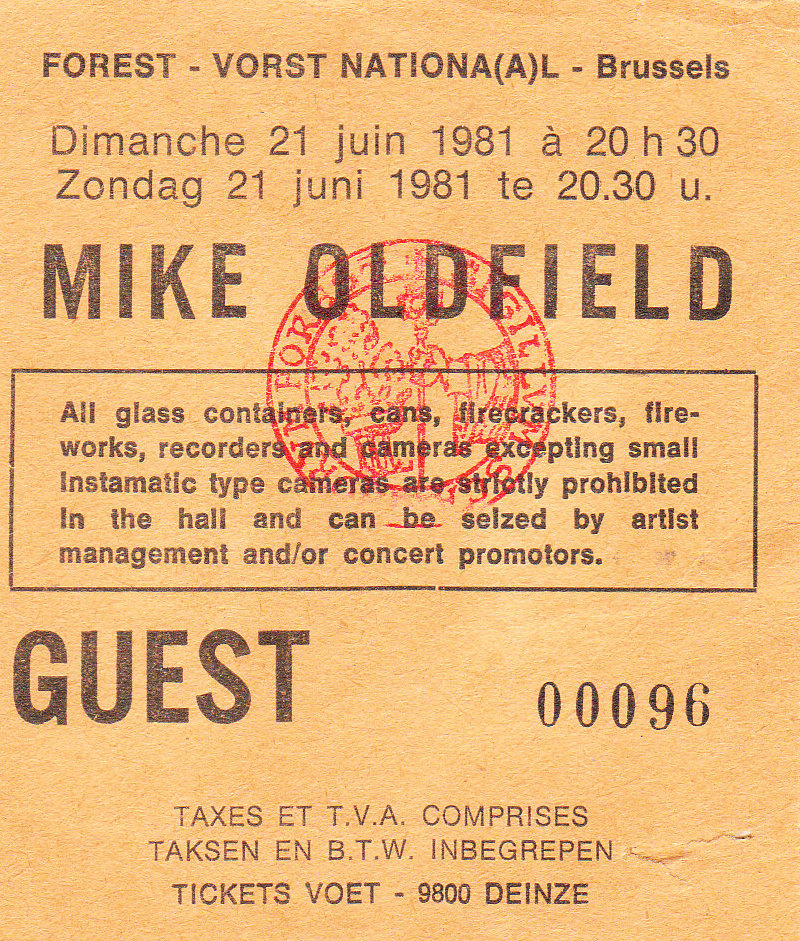 FOREST - VORST NATIONA(A)L - Brussels
Dimanche 21 juin 1981 à 20 h 30
Zondag 21 juni 1981 te 20.30 u.
MIKE OLDFIELD
All glass containers, cans, firecrackers, fire-
works, recorders and cameras excepting small
Instamatic type cameras are strictly prohibited
in the hall and can be seized by artist
management and/or concert promotors.
GUEST
00096
TAXES ET T.V.A. COMPRISES
TAKSEN EN B.T.W. INBEGREPEN
TICKETS VOET - 9800 DEINZE